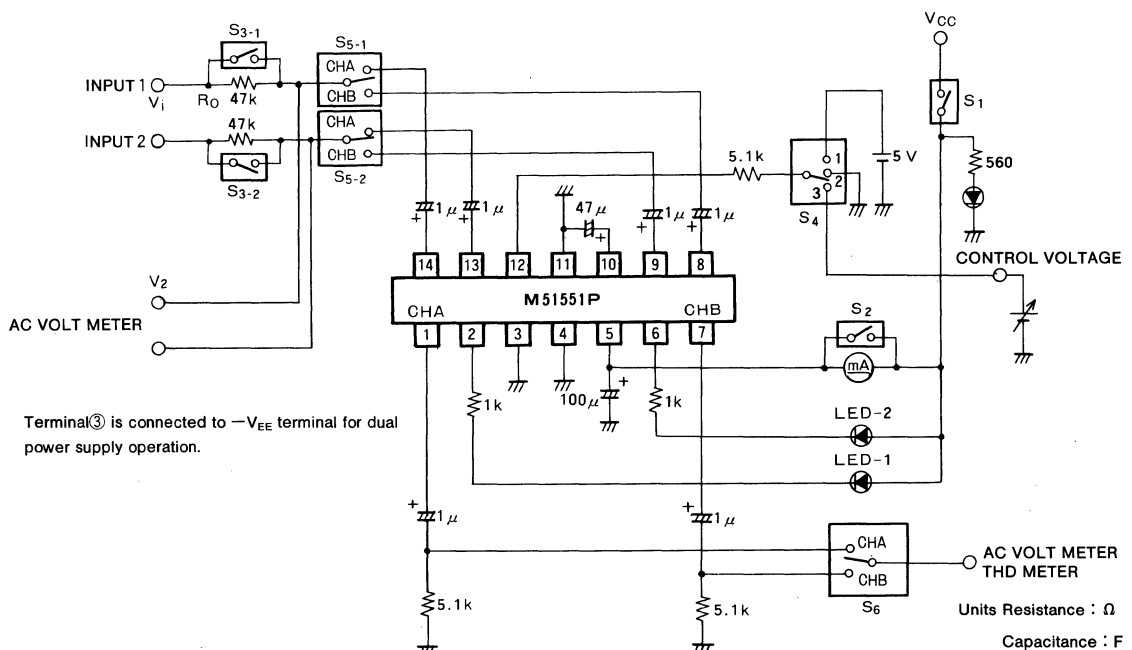 VCC
S3-1
S5-1
CHA
CHB
INPUT 1
Vi
RO
47k
S1
INPUT 2
47k
CHA
CHB
S3-2
S5-2
5.1k
1
2
3
S4
5 V
560
1μ
+
1μ
+
47μ
+
1μ
+
1μ
+
CONTROL VOLTAGE
14
13
12
11
10
9
8
V2
M51551P
CHA
CHB
AC VOLT METER
1
2
3
4
5
6
7
S2
mA
+
100μ
1k
1k
LED-2
LED-1
Terminal③ is connected to −VEE terminal for dual
power supply operation.
+
1μ
+
1μ
CHA
CHB
S6
AC VOLT METER
THD METER
5.1k
5.1k
Units Resistance : Ω
Capacitance : F